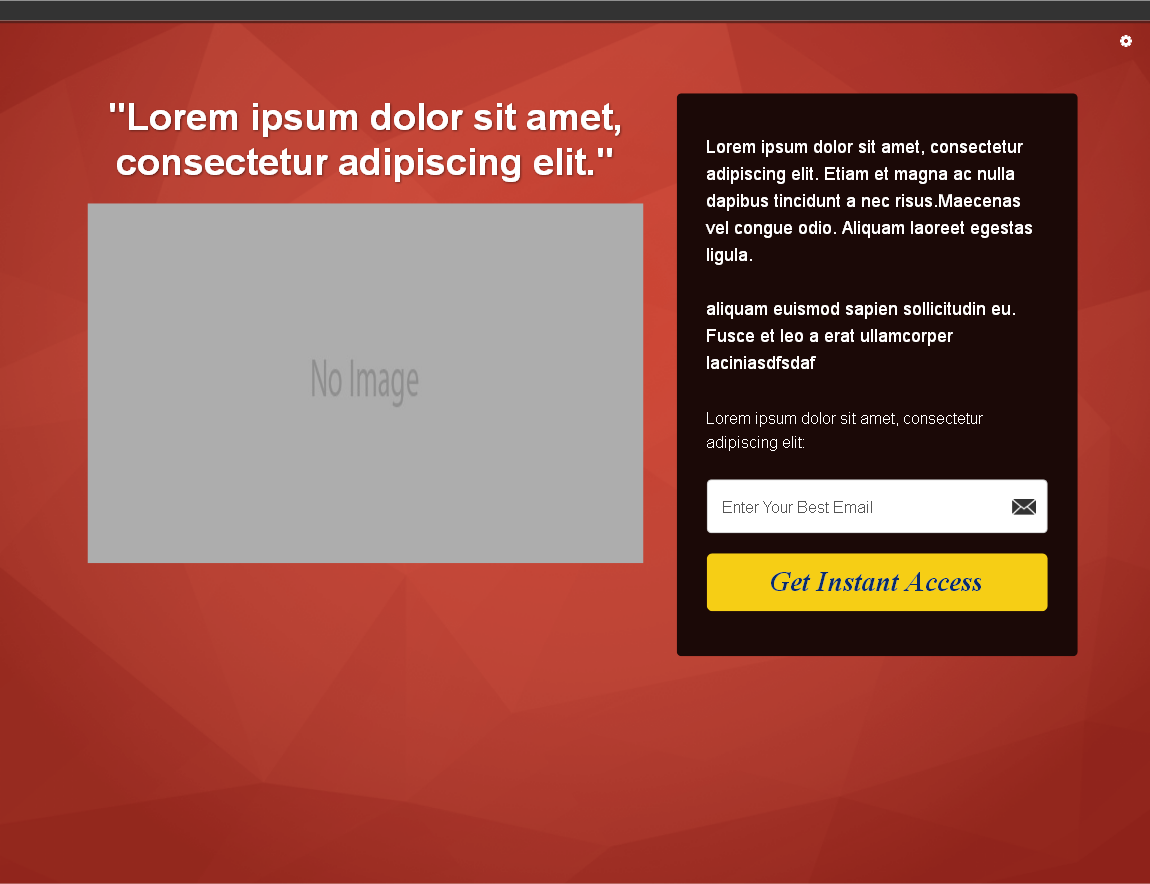 "Lorem ipsum dolor sit amet,
consectetur adipiscing elit."
No Image
Lorem ipsum dolor sit amet, consectetur
adipiscing elit. Etiam et magna ac nulla
dapibus tincidunt a nec risus.Maecenas
vel congue odio. Aliquam laoreet egestas
ligula.
aliquam euismod sapien sollicitudin eu.
Fusce et leo a erat ullamcorper
laciniasdfsdaf
Lorem ipsum dolor sit amet, consectetur
adipiscing elit:
Enter Your Best Email
Get Instant Access